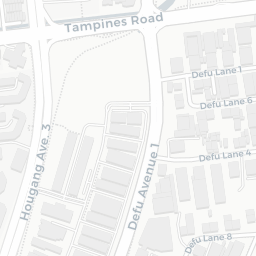 Tampines Road
Defu Lane 1
Defu Lane 6
Hougang Ave. 3
Defu Avenue 1
Defu Lane 4
Defu Lane 8